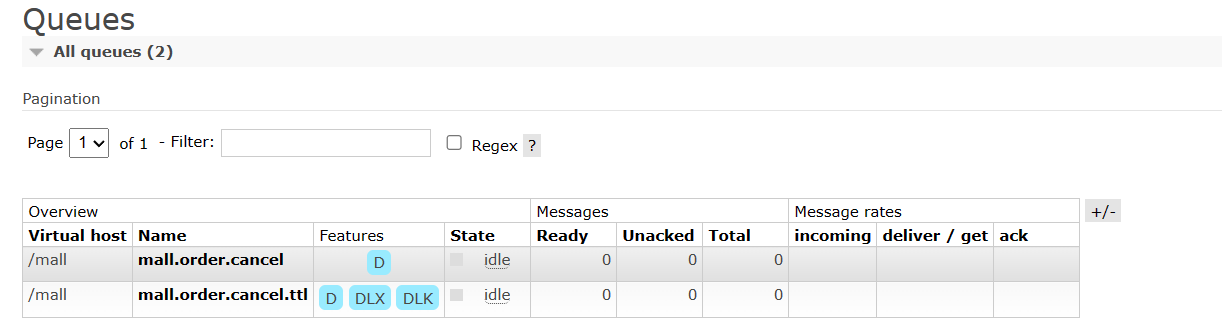 Queues
All queues (2)
Pagination
Page 1 of 1 - Filter: Regex ?
Overview Messages Message rates +/-
Virtual host Name Features State Ready Unacked Total incoming deliver / get ack
/mall mall.order.cancel D idle 0 0 0
/mall mall.order.cancel.ttl D DLX DLK idle 0 0 0